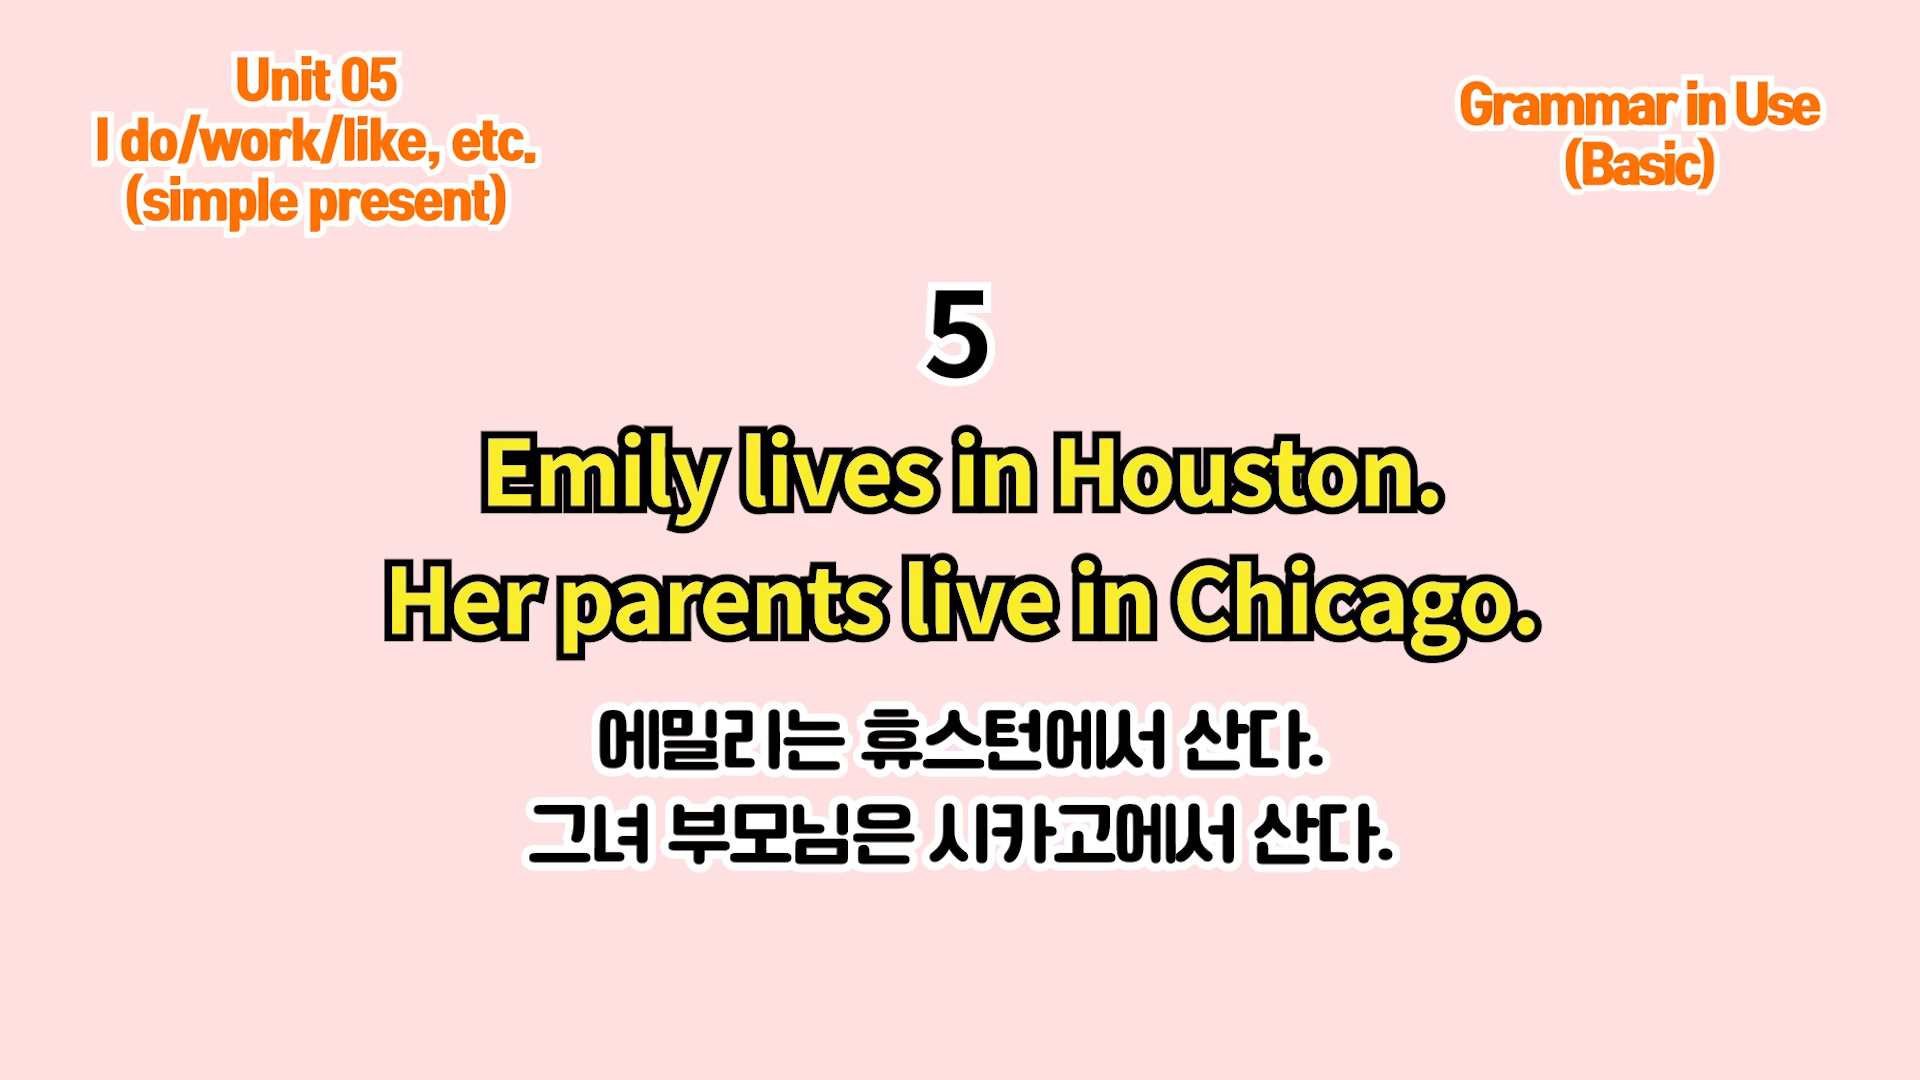 Unit 05
I do/work/like, etc.
(simple present)
Grammar in Use
(Basic)
5
Emily lives in Houston.
Her parents live in Chicago.
에밀리는 휴스턴에서 산다.
그녀 부모님은 시카고에서 산다.